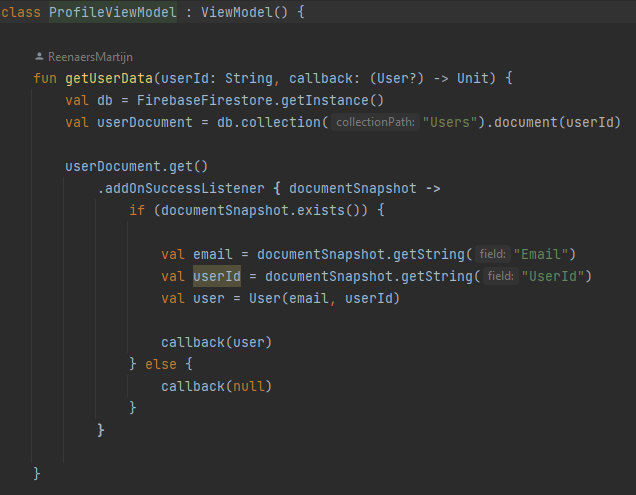 class ProfileViewModel : ViewModel() {
ReenaersMartijn
fun getUserData(userId: String, callback: (User?) -> Unit) {
val db = FirebaseFirestore.getInstance()
val userDocument = db.collection( collectionPath: "Users").document(userId)
userDocument.get()
.addOnSuccessListener { documentSnapshot ->
if (documentSnapshot.exists()) {
val email = documentSnapshot.getString( field: "Email")
val userId = documentSnapshot.getString( field: "UserId")
val user = User(email, userId)
callback(user)
} else {
callback(null)
}
}
}